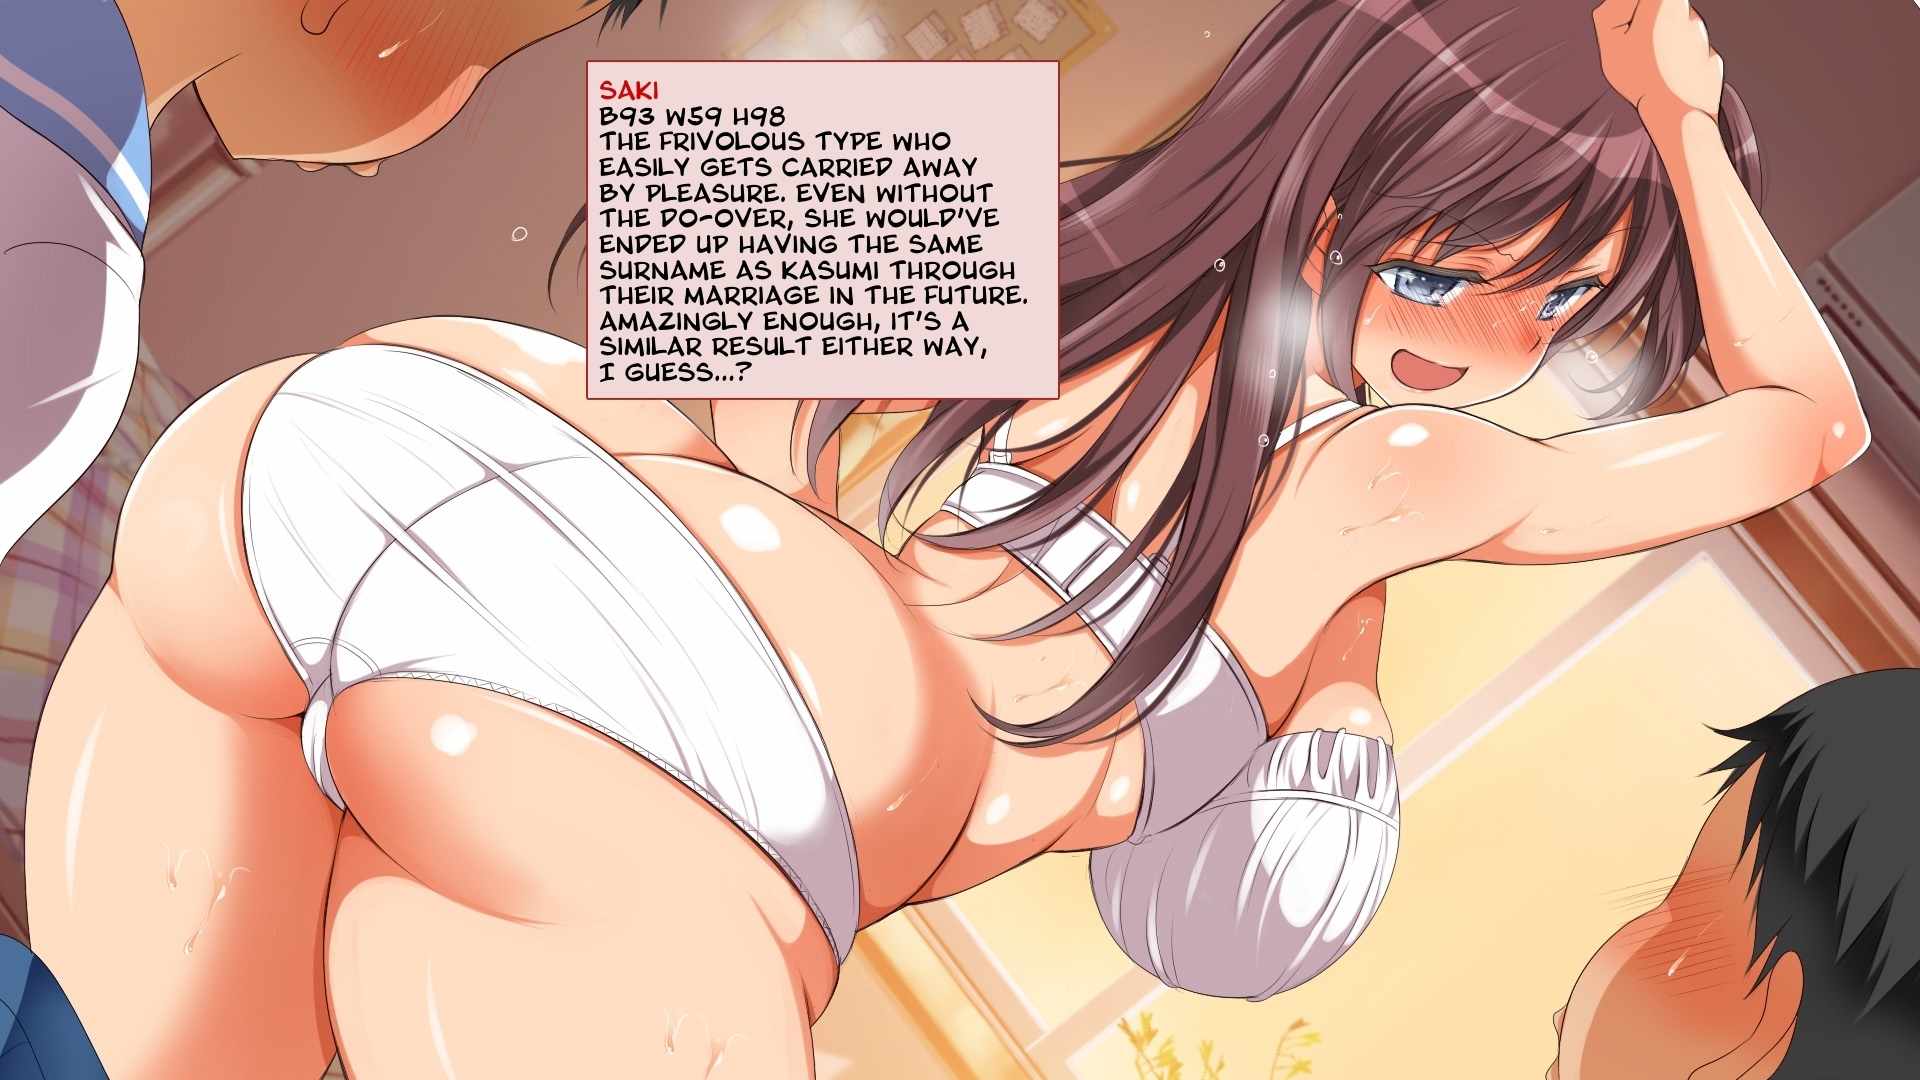 SAKI
B93 W59 H98
THE FRIVOLOUS TYPE WHO
EASILY GETS CARRIED AWAY
BY PLEASURE. EVEN WITHOUT
THE DO-OVER, SHE WOULD'VE
ENDED UP HAVING THE SAME
SURNAME AS KASUMI THROUGH
THEIR MARRIAGE IN THE FUTURE.
AMAZINGLY ENOUGH, IT'S A
SIMILAR RESULT EITHER WAY,
I GUESS...?